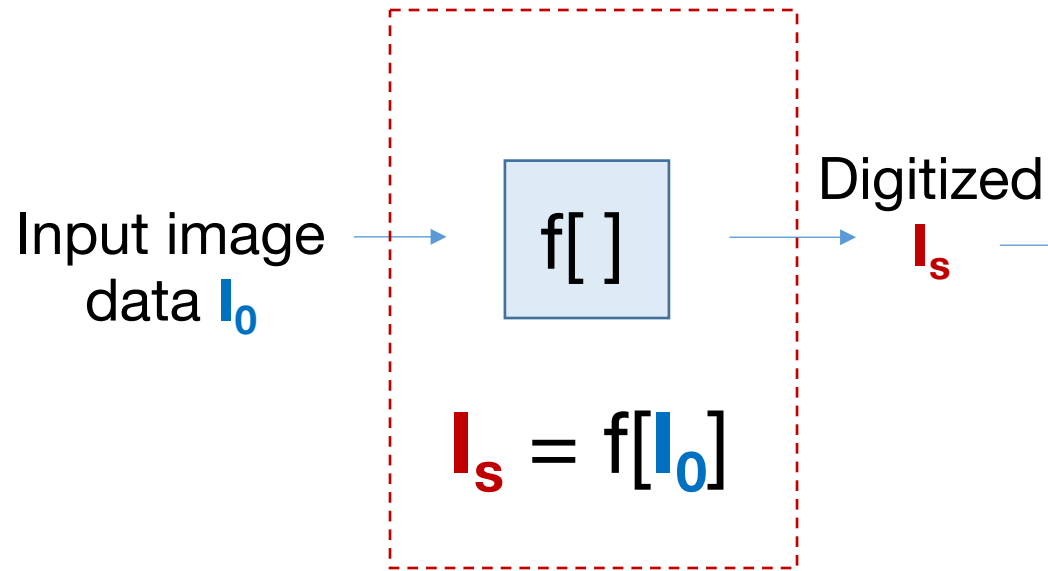 Input image
data I₀
f[ ]
Iₛ = f[I₀]
Digitized
Iₛ